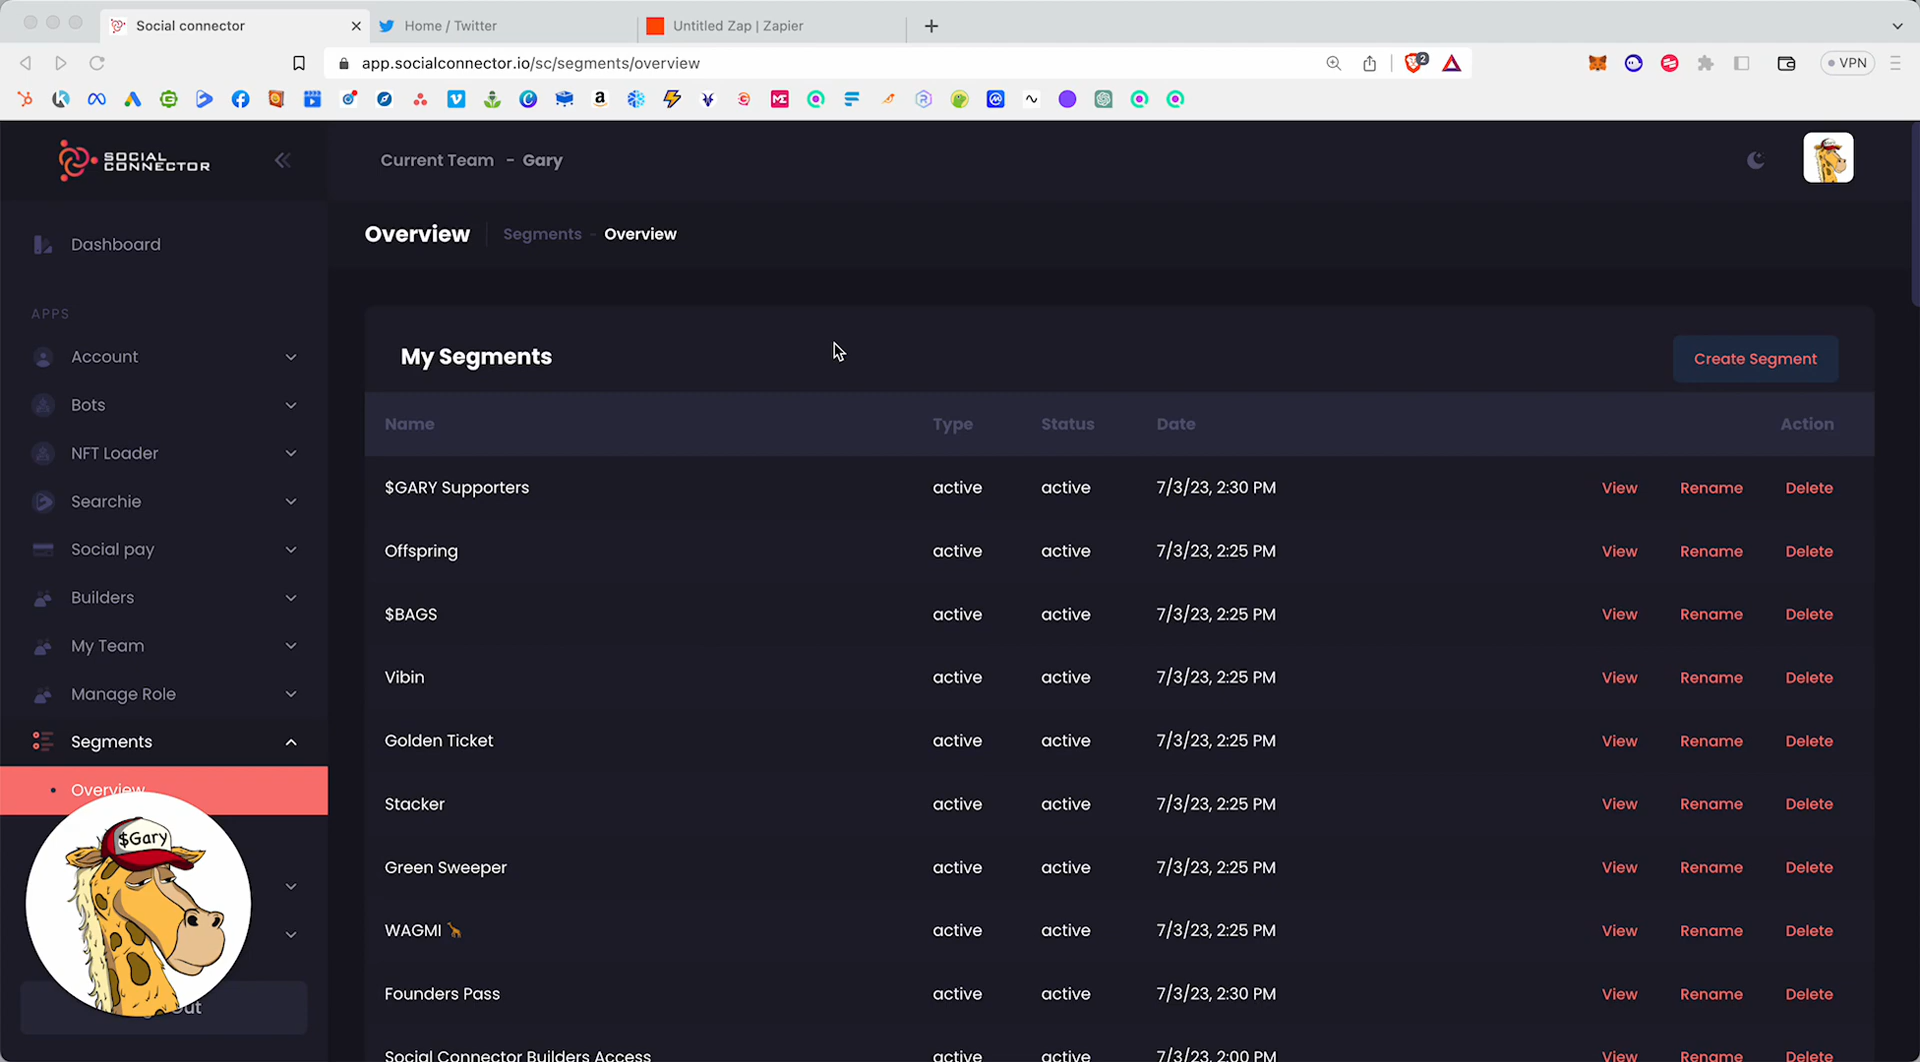 Social connector
Home / Twitter
Untitled Zap | Zapier
app.socialconnector.io/sc/segments/overview
2
VPN
SOCIAL
CONNECTOR
Current Team - Gary
Dashboard
Overview
Segments - Overview
APPS
Account
Bots
NFT Loader
Searchie
Social pay
Builders
My Team
Manage Role
Segments
Overview
$Gary
Out
My Segments
Create Segment
Name Type Status Date Action
$GARY Supporters active active 7/3/23, 2:30 PM View Rename Delete
Offspring active active 7/3/23, 2:25 PM View Rename Delete
$BAGS active active 7/3/23, 2:25 PM View Rename Delete
Vibin active active 7/3/23, 2:25 PM View Rename Delete
Golden Ticket active active 7/3/23, 2:25 PM View Rename Delete
Stacker active active 7/3/23, 2:25 PM View Rename Delete
Green Sweeper active active 7/3/23, 2:25 PM View Rename Delete
WAGMI 🦒 active active 7/3/23, 2:25 PM View Rename Delete
Founders Pass active active 7/3/23, 2:30 PM View Rename Delete
Social Connector Builders Access active active 7/3/23, 2:00 PM View Rename Delete